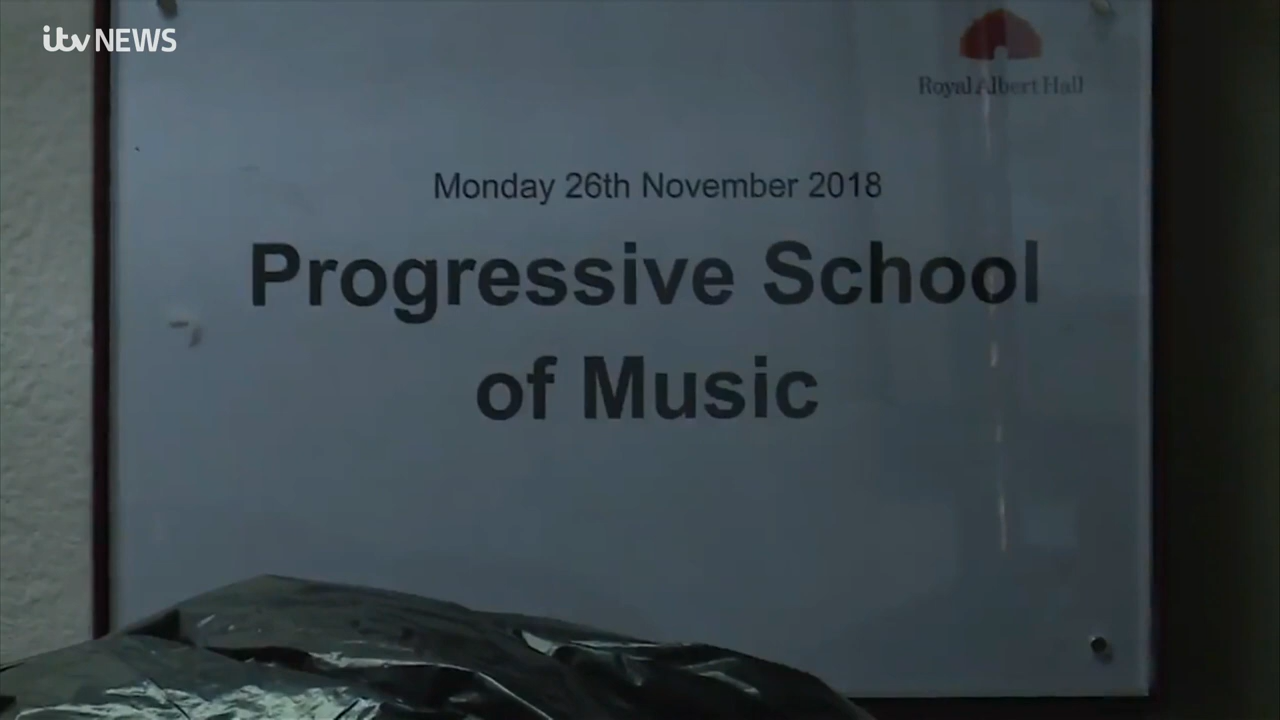 itv NEWS
Royal Albert Hall
Monday 26th November 2018
Progressive School
of Music